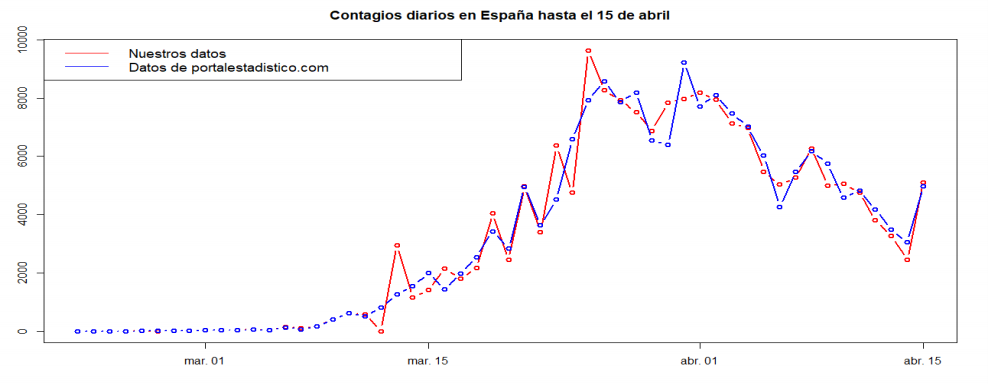 Contagios diarios en España hasta el 15 de abril
Nuestros datos
Datos de portalestadistico.com
10000
8000
6000
4000
2000
0
mar. 01
mar. 15
abr. 01
abr. 15